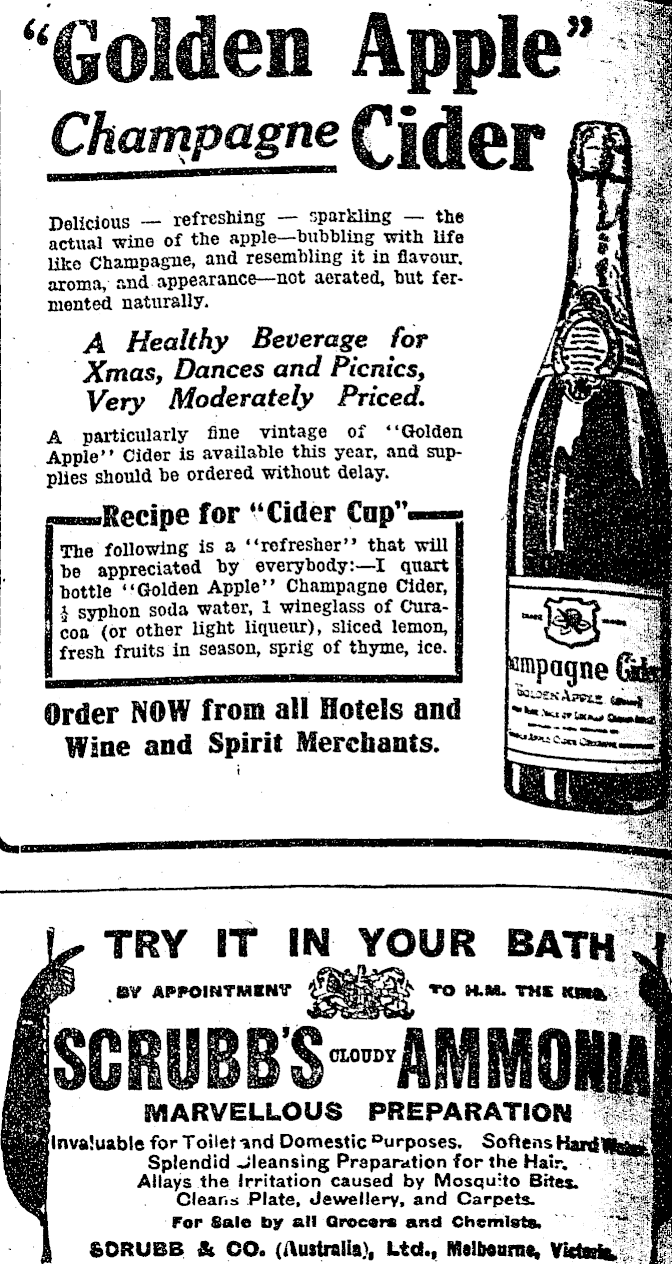 “Golden Apple”
Champagne Cider
Delicious — refreshing — sparkling — the
actual wine of the apple—bubbling with life
like Champagne, and resembling it in flavour,
aroma, and appearance—not aerated, but fer-
mented naturally.
A Healthy Beverage for
Xmas, Dances and Picnics,
Very Moderately Priced.
A particularly fine vintage of “Golden
Apple” Cider is available this year, and sup-
plies should be ordered without delay.
Recipe for “Cider Cup”
The following is a “refresher” that will
be appreciated by everybody:—I quart
bottle “Golden Apple” Champagne Cider,
½ syphon soda water, 1 wineglass of Cura-
coa (or other light liqueur), sliced lemon,
fresh fruits in season, sprig of thyme, ice.
ampagne Cider
GOLDEN APPLE
Order NOW from all Hotels and
Wine and Spirit Merchants.
TRY IT IN YOUR BATH
BY APPOINTMENT TO H.M. THE KING.
SCRUBB'S CLOUDY AMMONIA
MARVELLOUS PREPARATION
Invaluable for Toilet and Domestic Purposes. Softens Hard Water.
Splendid Cleansing Preparation for the Hair.
Allays the Irritation caused by Mosquito Bites.
Cleans Plate, Jewellery, and Carpets.
For Sale by all Grocers and Chemists.
SCRUBB & CO. (Australia), Ltd., Melbourne, Victoria.